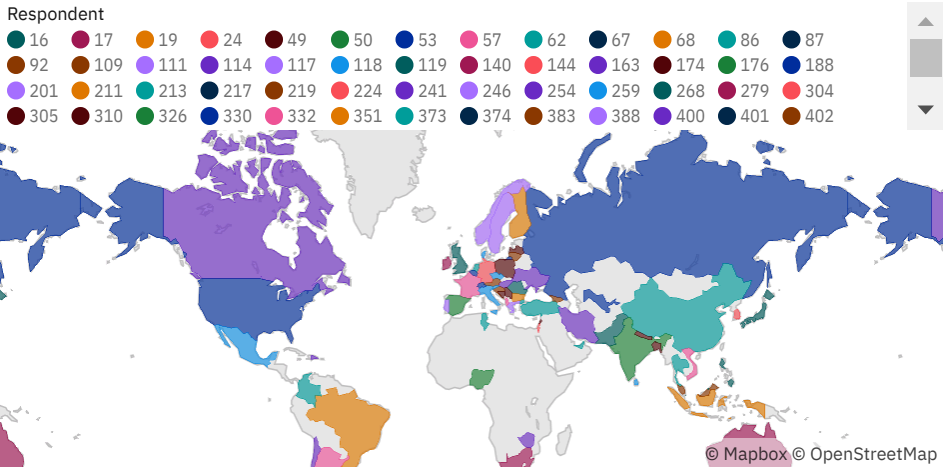 Respondent
16 17 19 24 49 50 53 57 62 67 68 86 87
92 109 111 114 117 118 119 140 144 163 174 176 188
201 211 213 217 219 224 241 246 254 259 268 279 304
305 310 326 330 332 351 373 374 383 388 400 401 402
© Mapbox © OpenStreetMap